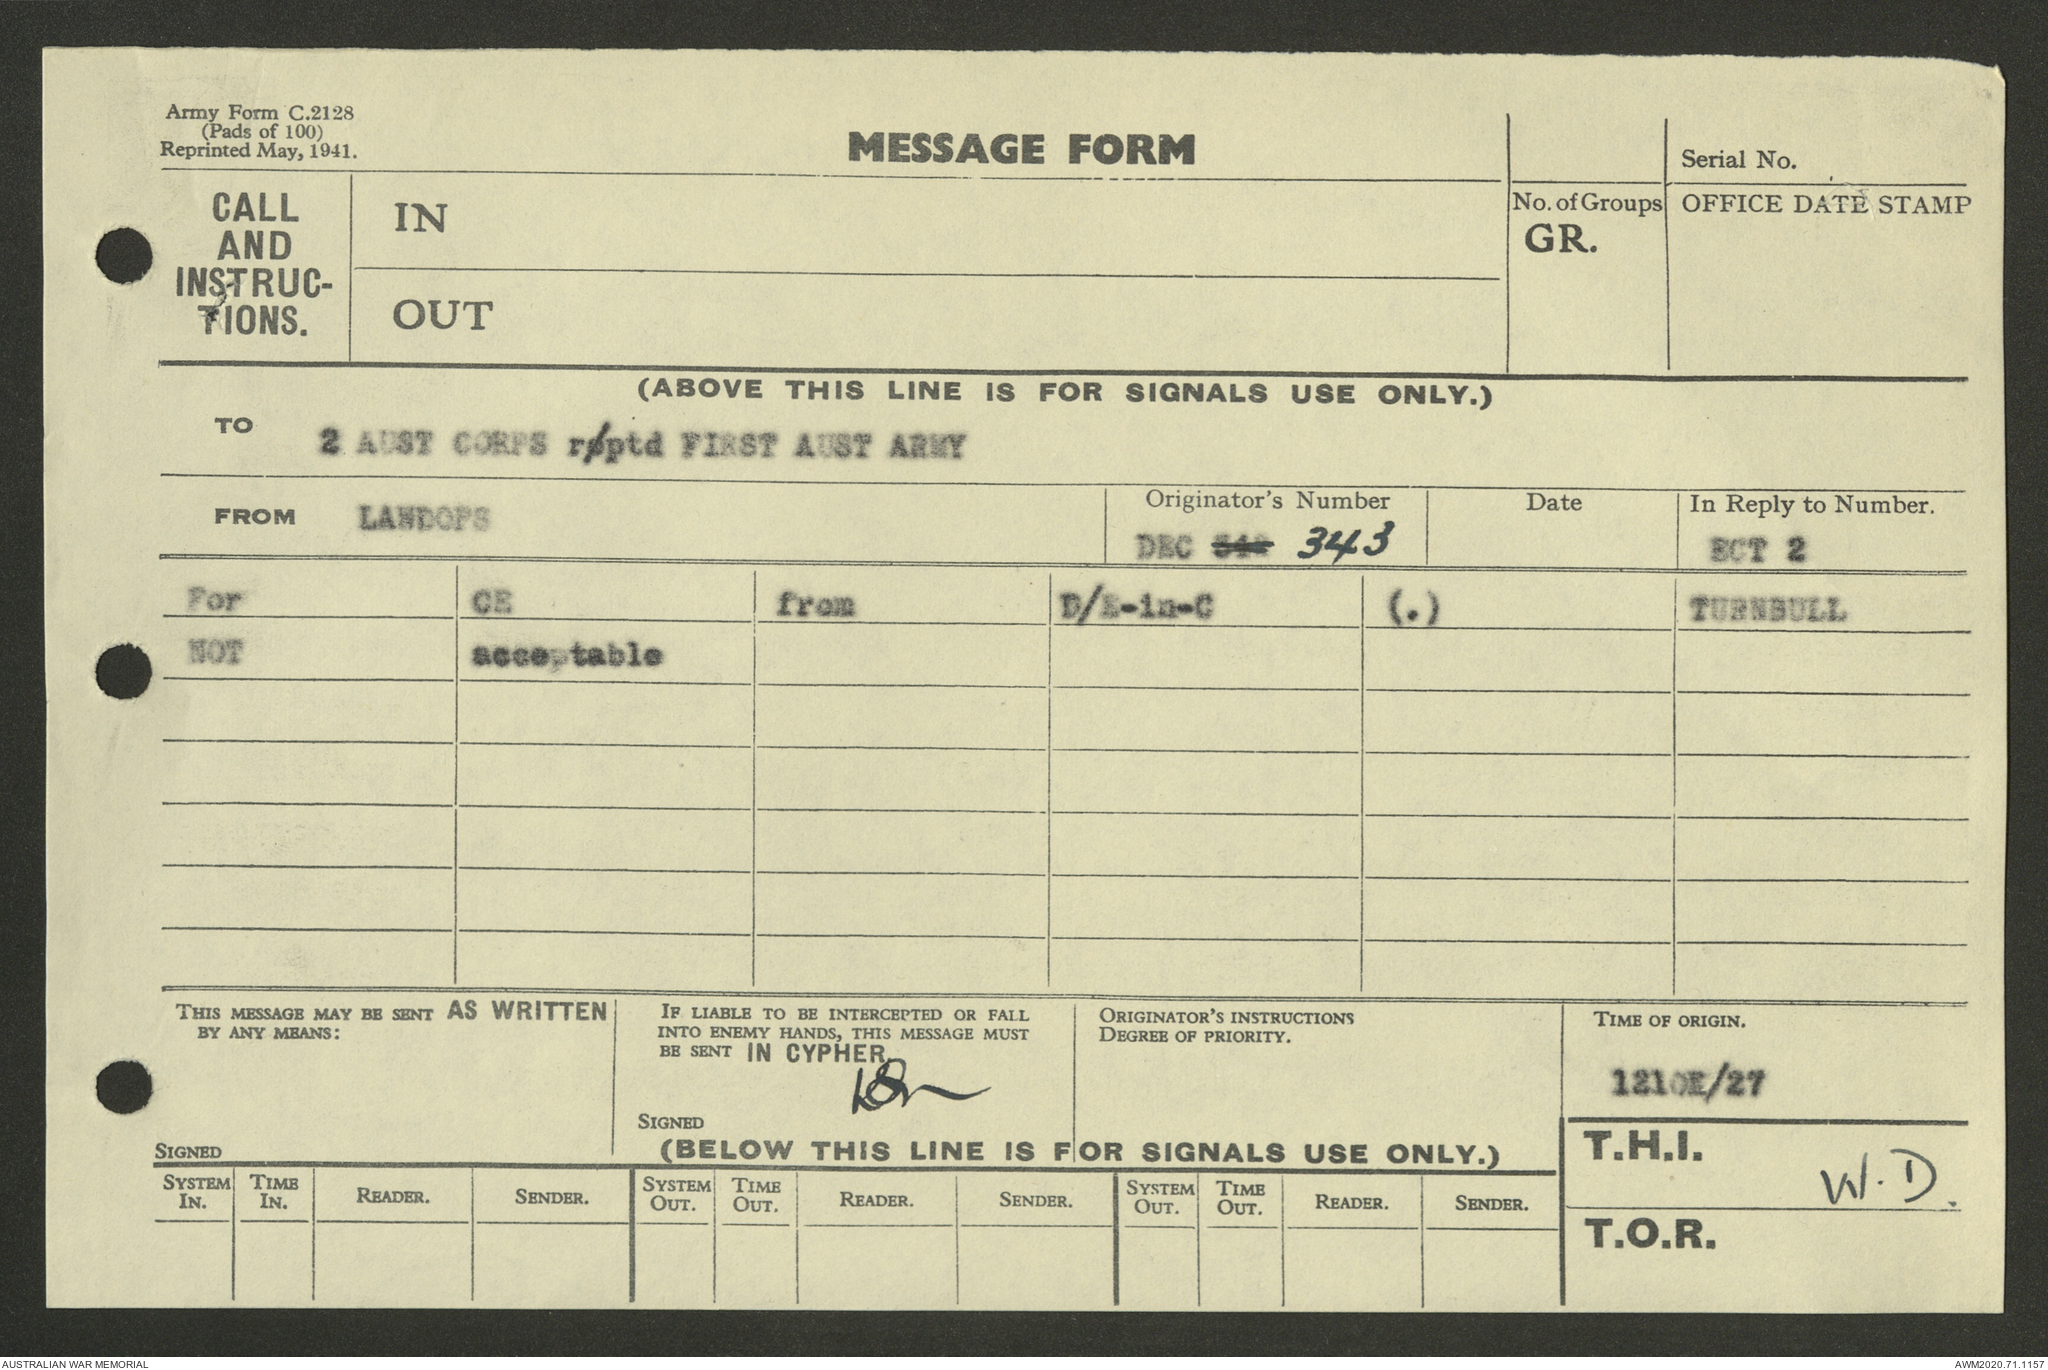 Army Form C.2128
(Pads of 100)
Reprinted May, 1941.
MESSAGE FORM
Serial No.
CALL
AND
INSTRUC-
TIONS.
IN
OUT
No. of Groups
GR.
OFFICE DATE STAMP
(ABOVE THIS LINE IS FOR SIGNALS USE ONLY.)
TO 2 AUST CORPS rptd FIRST AUST ARMY
FROM LANDOPS
Originator's Number
DEC 343
Date
In Reply to Number.
ECT 2
For CE from D/E-in-C (.) TURNBULL
NOT acceptable
THIS MESSAGE MAY BE SENT AS WRITTEN
BY ANY MEANS:
SIGNED
IF LIABLE TO BE INTERCEPTED OR FALL
INTO ENEMY HANDS, THIS MESSAGE MUST
BE SENT IN CYPHER.
SIGNED
ORIGINATOR'S INSTRUCTIONS
DEGREE OF PRIORITY.
TIME OF ORIGIN.
1210E/27
(BELOW THIS LINE IS FOR SIGNALS USE ONLY.)
T.H.I.
W.D.
T.O.R.
SYSTEM IN. TIME IN. READER. SENDER. SYSTEM OUT. TIME OUT. READER. SENDER. SYSTEM OUT. TIME OUT. READER. SENDER.
AUSTRALIAN WAR MEMORIAL
AWM2020.71.1157